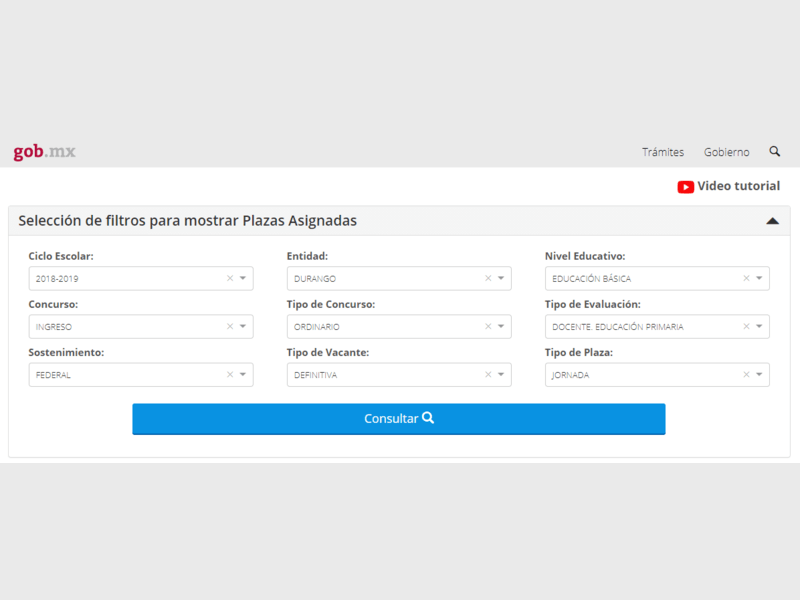 gob.mx
Trámites Gobierno
Video tutorial
Selección de filtros para mostrar Plazas Asignadas
Ciclo Escolar: Entidad: Nivel Educativo:
2018-2019 × DURANGO × EDUCACIÓN BÁSICA ×
Concurso: Tipo de Concurso: Tipo de Evaluación:
INGRESO × ORDINARIO × DOCENTE. EDUCACIÓN PRIMARIA ×
Sostenimiento: Tipo de Vacante: Tipo de Plaza:
FEDERAL × DEFINITIVA × JORNADA ×
Consultar